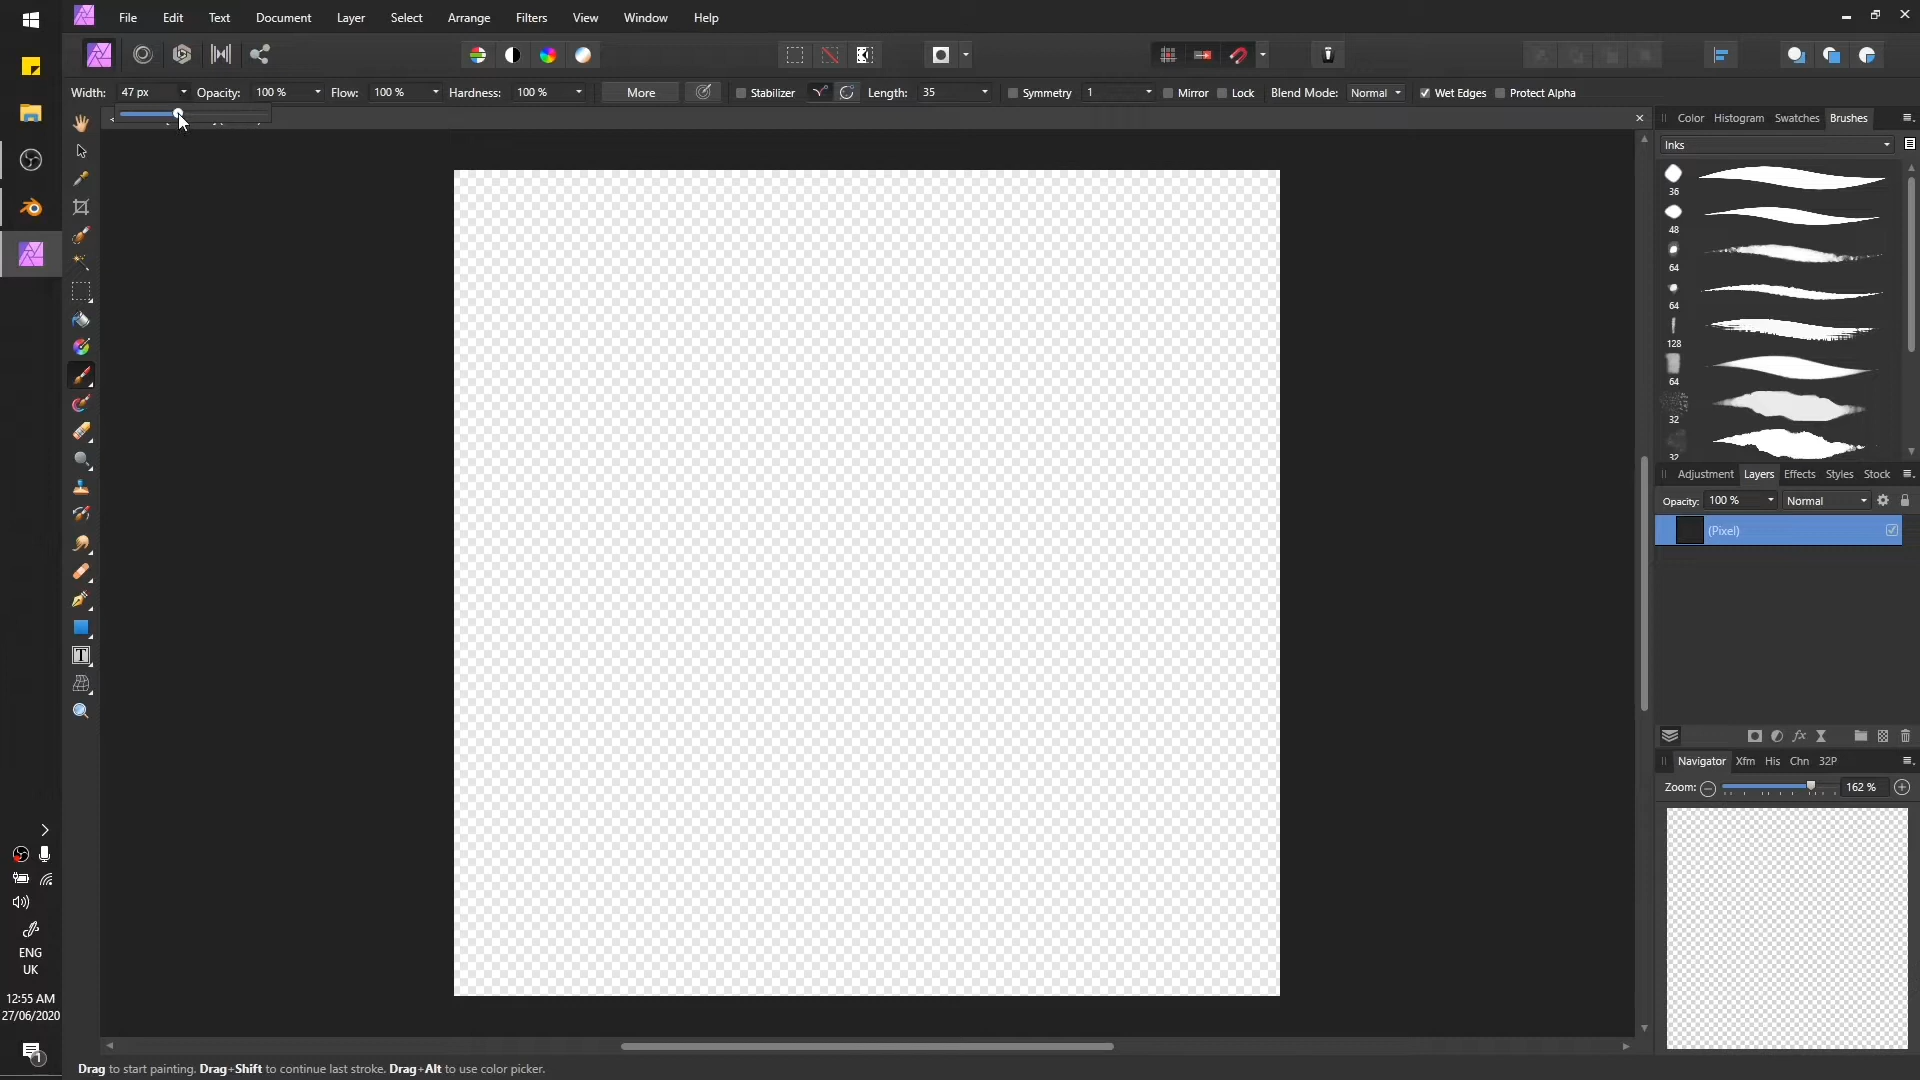 File Edit Text Document Layer Select Arrange Filters View Window Help
Width: 47 px Opacity: 100 % Flow: 100 % Hardness: 100 % More Stabilizer Length: 35 Symmetry 1 Mirror Lock Blend Mode: Normal Wet Edges Protect Alpha
Color Histogram Swatches Brushes
Inks
36
48
64
64
128
64
32
32
Adjustment Layers Effects Styles Stock
Opacity: 100 % Normal
(Pixel)
Navigator Xfm His Chn 32P
Zoom: 162 %
ENG
UK
12:55 AM
27/06/2020
1
Drag to start painting. Drag+Shift to continue last stroke. Drag+Alt to use color picker.